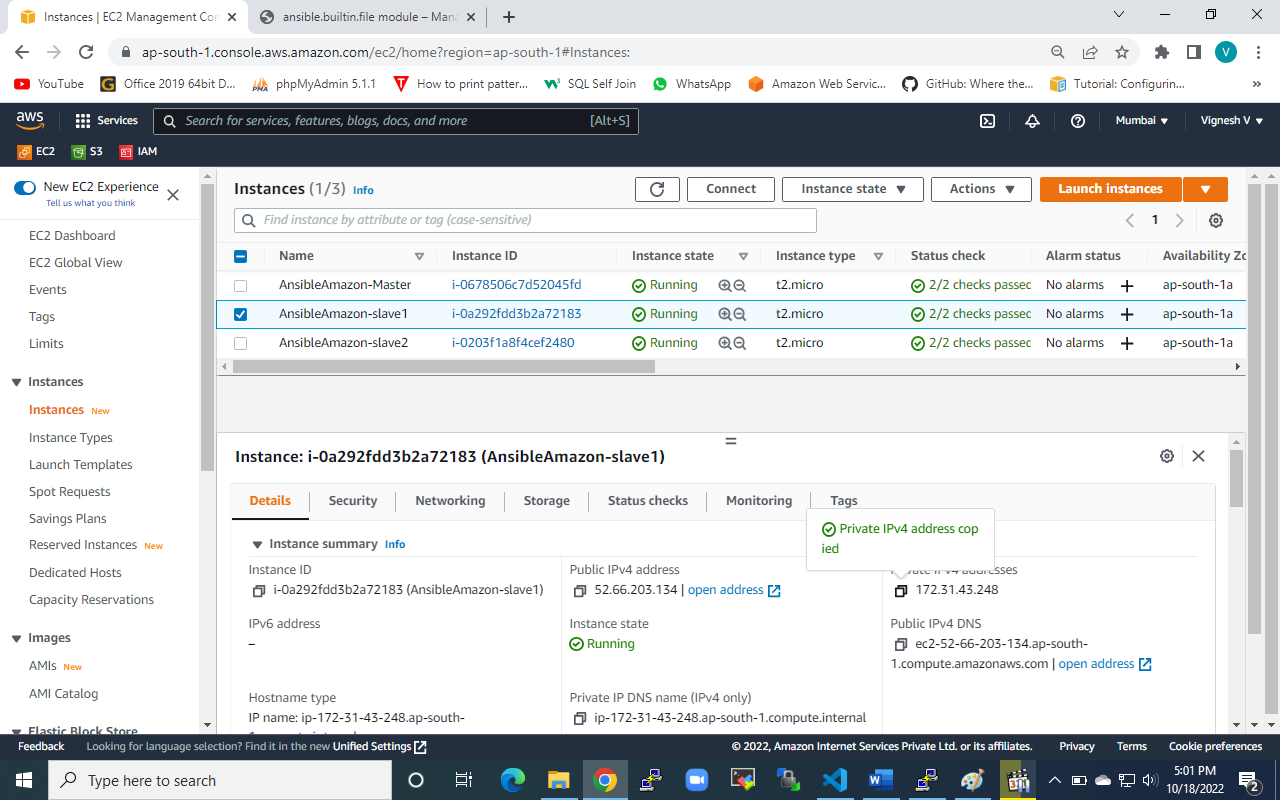 Instances | EC2 Management Con
ansible.builtin.file module – Mana
ap-south-1.console.aws.amazon.com/ec2/home?region=ap-south-1#Instances:
V
YouTube
Office 2019 64bit D...
phpMyAdmin 5.1.1
How to print patter...
SQL Self Join
WhatsApp
Amazon Web Servic...
GitHub: Where the...
Tutorial: Configurin...
»
aws
Services
Search for services, features, blogs, docs, and more
[Alt+S]
Mumbai
Vignesh V
EC2
S3
IAM
New EC2 Experience
Tell us what you think
EC2 Dashboard
EC2 Global View
Events
Tags
Limits
Instances
Instances New
Instance Types
Launch Templates
Spot Requests
Savings Plans
Reserved Instances New
Dedicated Hosts
Capacity Reservations
Images
AMIs New
AMI Catalog
Elastic Block Store
Instances (1/3) Info
Connect
Instance state
Actions
Launch instances
Find instance by attribute or tag (case-sensitive)
1
Name Instance ID Instance state Instance type Status check Alarm status Availability Zo
AnsibleAmazon-Master i-0678506c7d52045fd Running t2.micro 2/2 checks passed No alarms ap-south-1a
AnsibleAmazon-slave1 i-0a292fdd3b2a72183 Running t2.micro 2/2 checks passed No alarms ap-south-1a
AnsibleAmazon-slave2 i-0203f1a8f4cef2480 Running t2.micro 2/2 checks passed No alarms ap-south-1a
Instance: i-0a292fdd3b2a72183 (AnsibleAmazon-slave1)
Details
Security
Networking
Storage
Status checks
Monitoring
Tags
Private IPv4 address cop
ied
Instance summary Info
Instance ID
i-0a292fdd3b2a72183 (AnsibleAmazon-slave1)
Public IPv4 address
52.66.203.134 | open address
Private IPv4 addresses
172.31.43.248
IPv6 address
–
Instance state
Running
Public IPv4 DNS
ec2-52-66-203-134.ap-south-
1.compute.amazonaws.com | open address
Hostname type
IP name: ip-172-31-43-248.ap-south-
Private IP DNS name (IPv4 only)
ip-172-31-43-248.ap-south-1.compute.internal
Feedback
Looking for language selection? Find it in the new Unified Settings
© 2022, Amazon Internet Services Private Ltd. or its affiliates.
Privacy
Terms
Cookie preferences
Type here to search
5:01 PM
10/18/2022
2